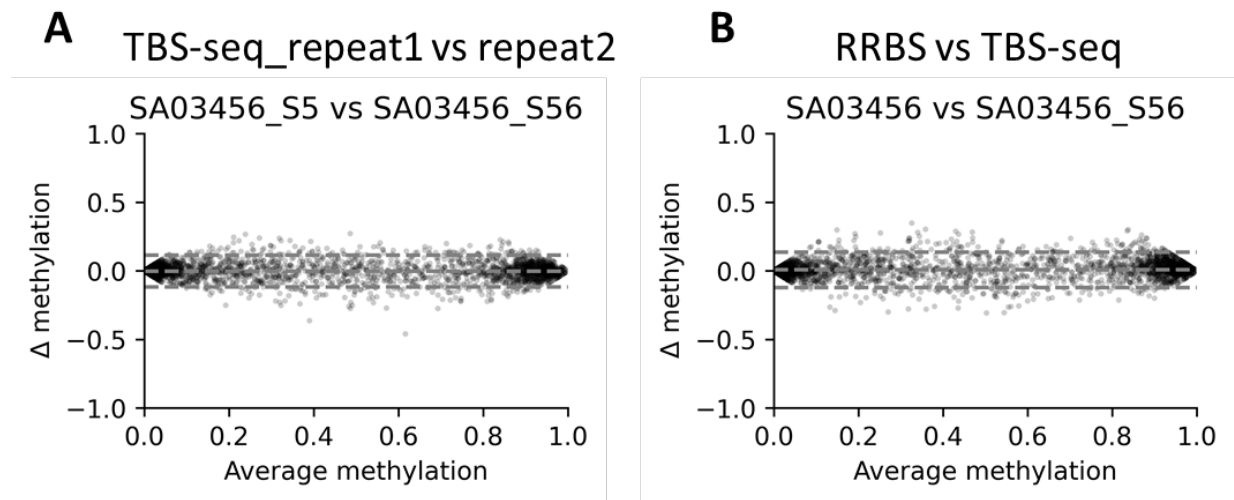 A
TBS-seq_repeat1 vs repeat2
SA03456_S5 vs SA03456_S56
1.0
0.5
0.0
−0.5
−1.0
Δ methylation
0.0 0.2 0.4 0.6 0.8 1.0
Average methylation
B
RRBS vs TBS-seq
SA03456 vs SA03456_S56
1.0
0.5
0.0
−0.5
−1.0
Δ methylation
0.0 0.2 0.4 0.6 0.8 1.0
Average methylation